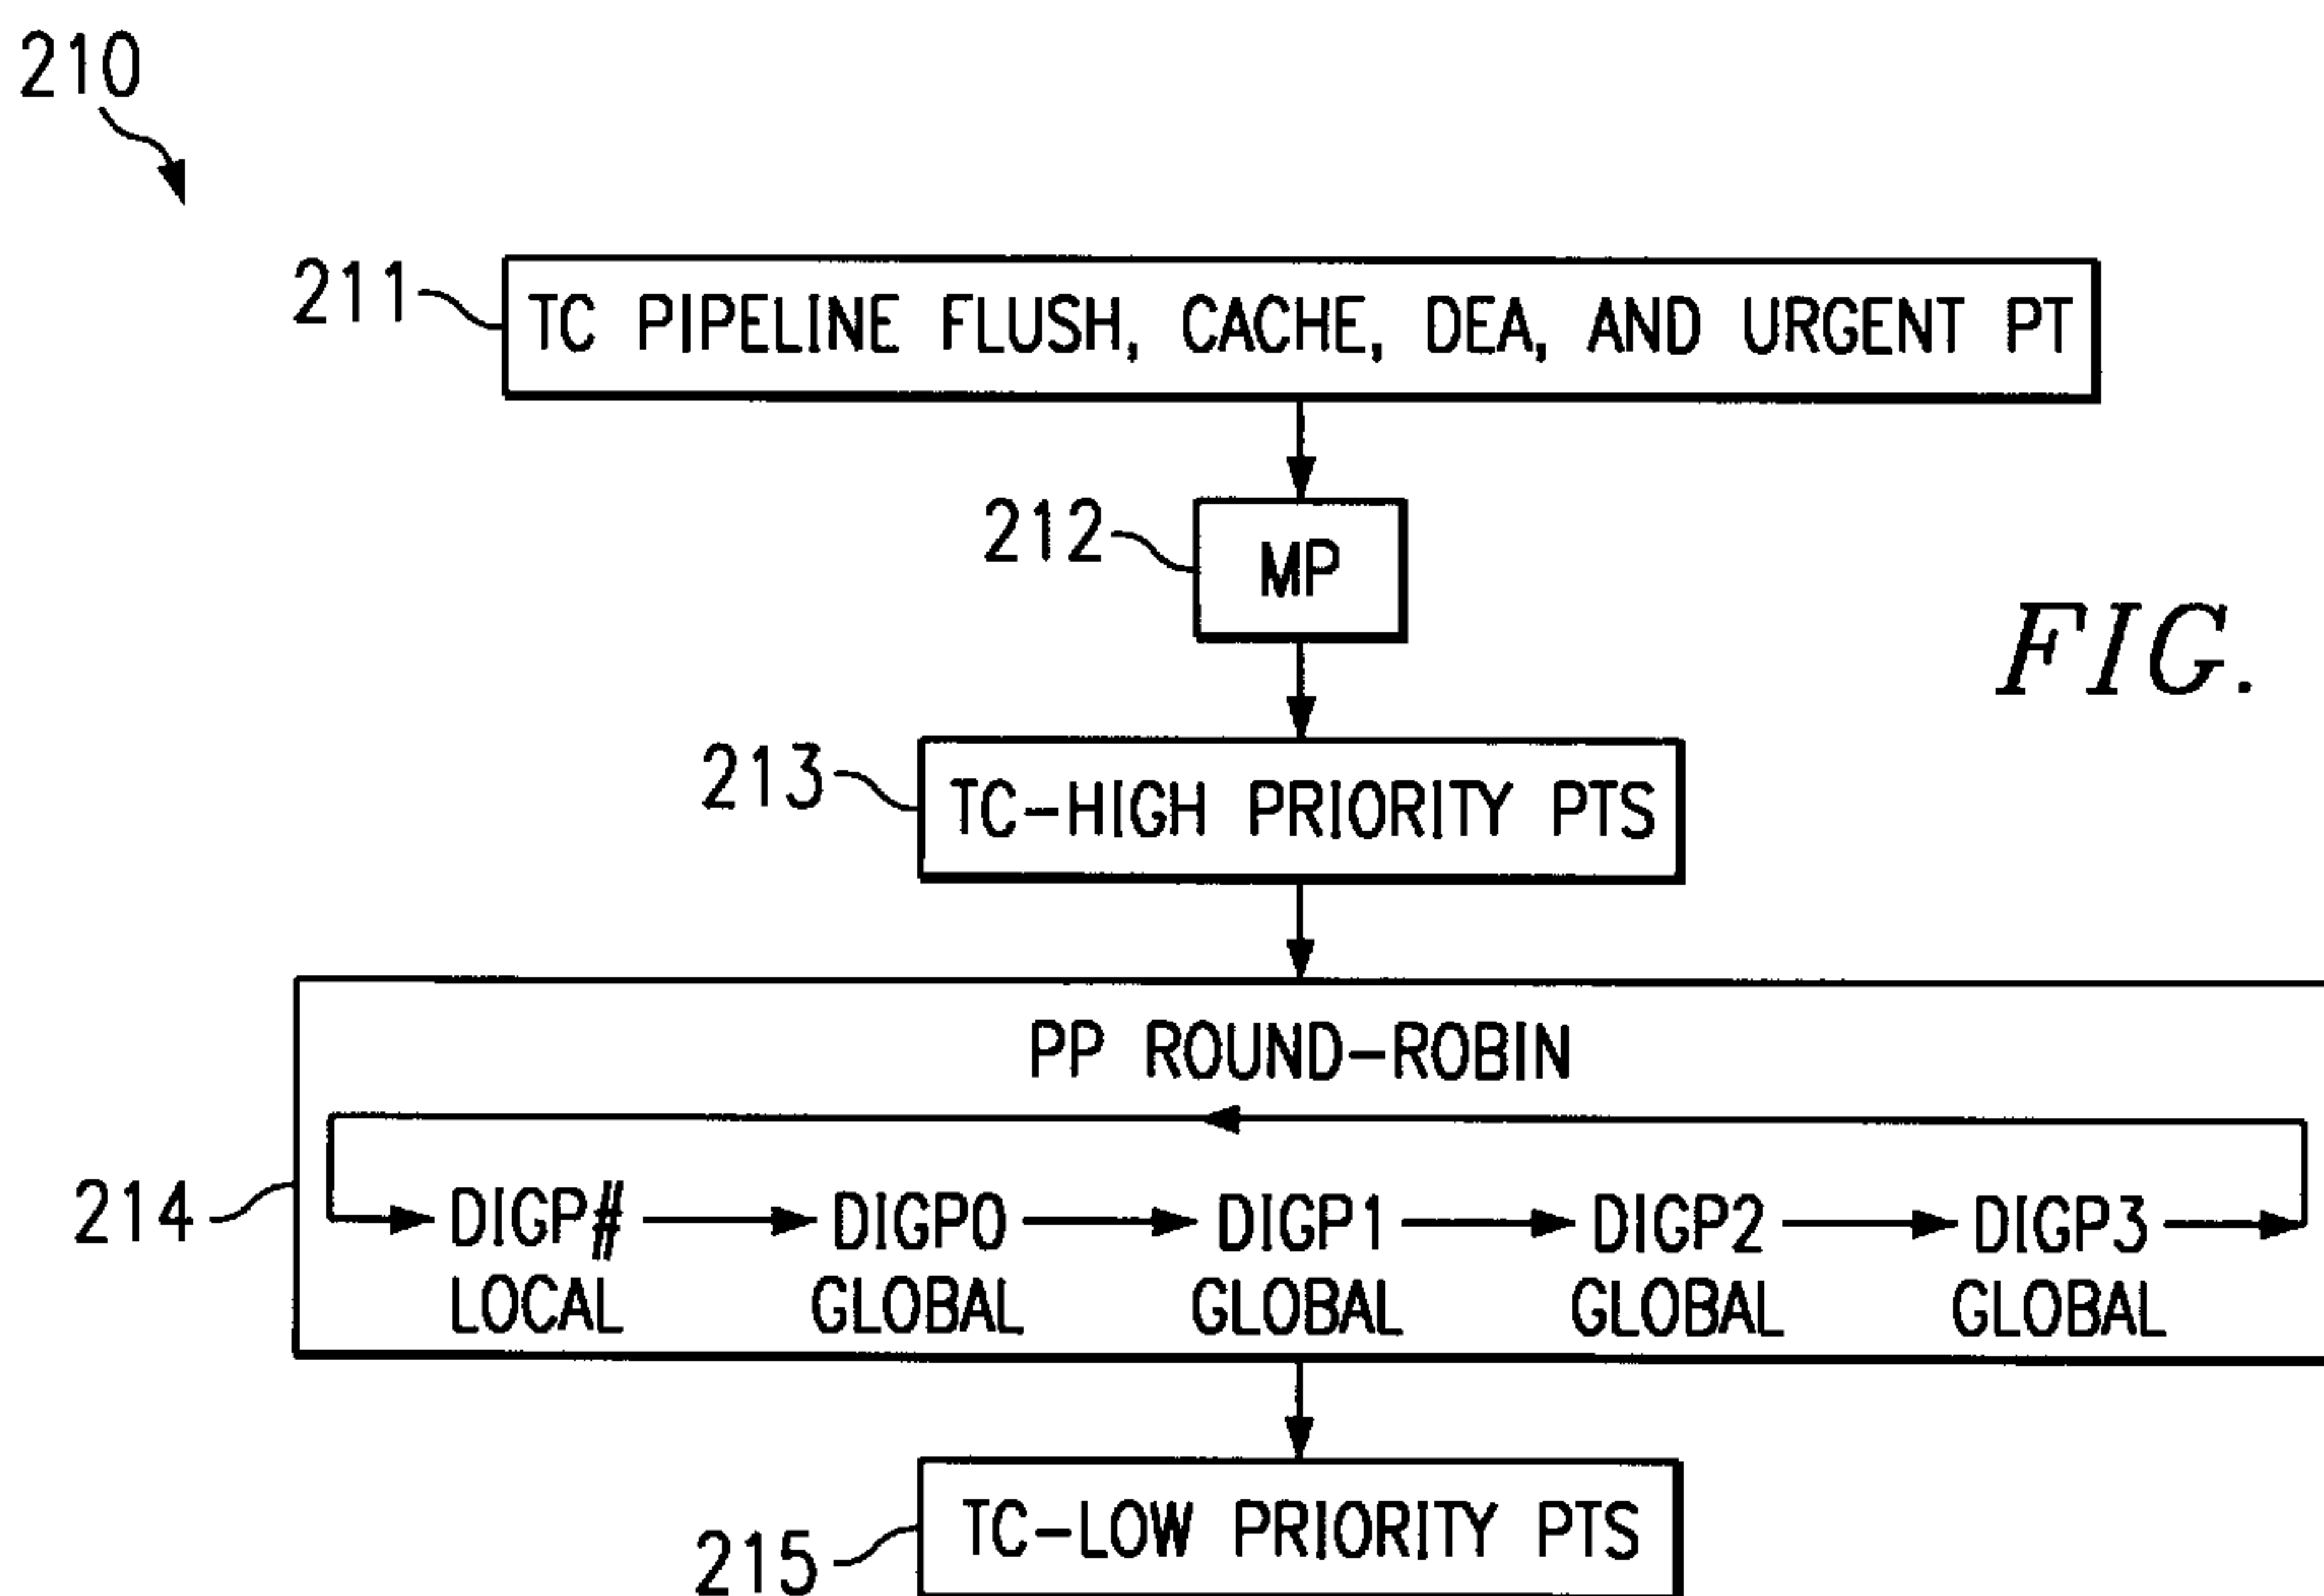 210
211
TC PIPELINE FLUSH, CACHE, DEA, AND URGENT PT
212
MP
FIG.
213
TC-HIGH PRIORITY PTS
PP ROUND-ROBIN
214
DIGP# DIGP0 DIGP1 DIGP2 DIGP3
LOCAL GLOBAL GLOBAL GLOBAL GLOBAL
TC-LOW PRIORITY PTS
215